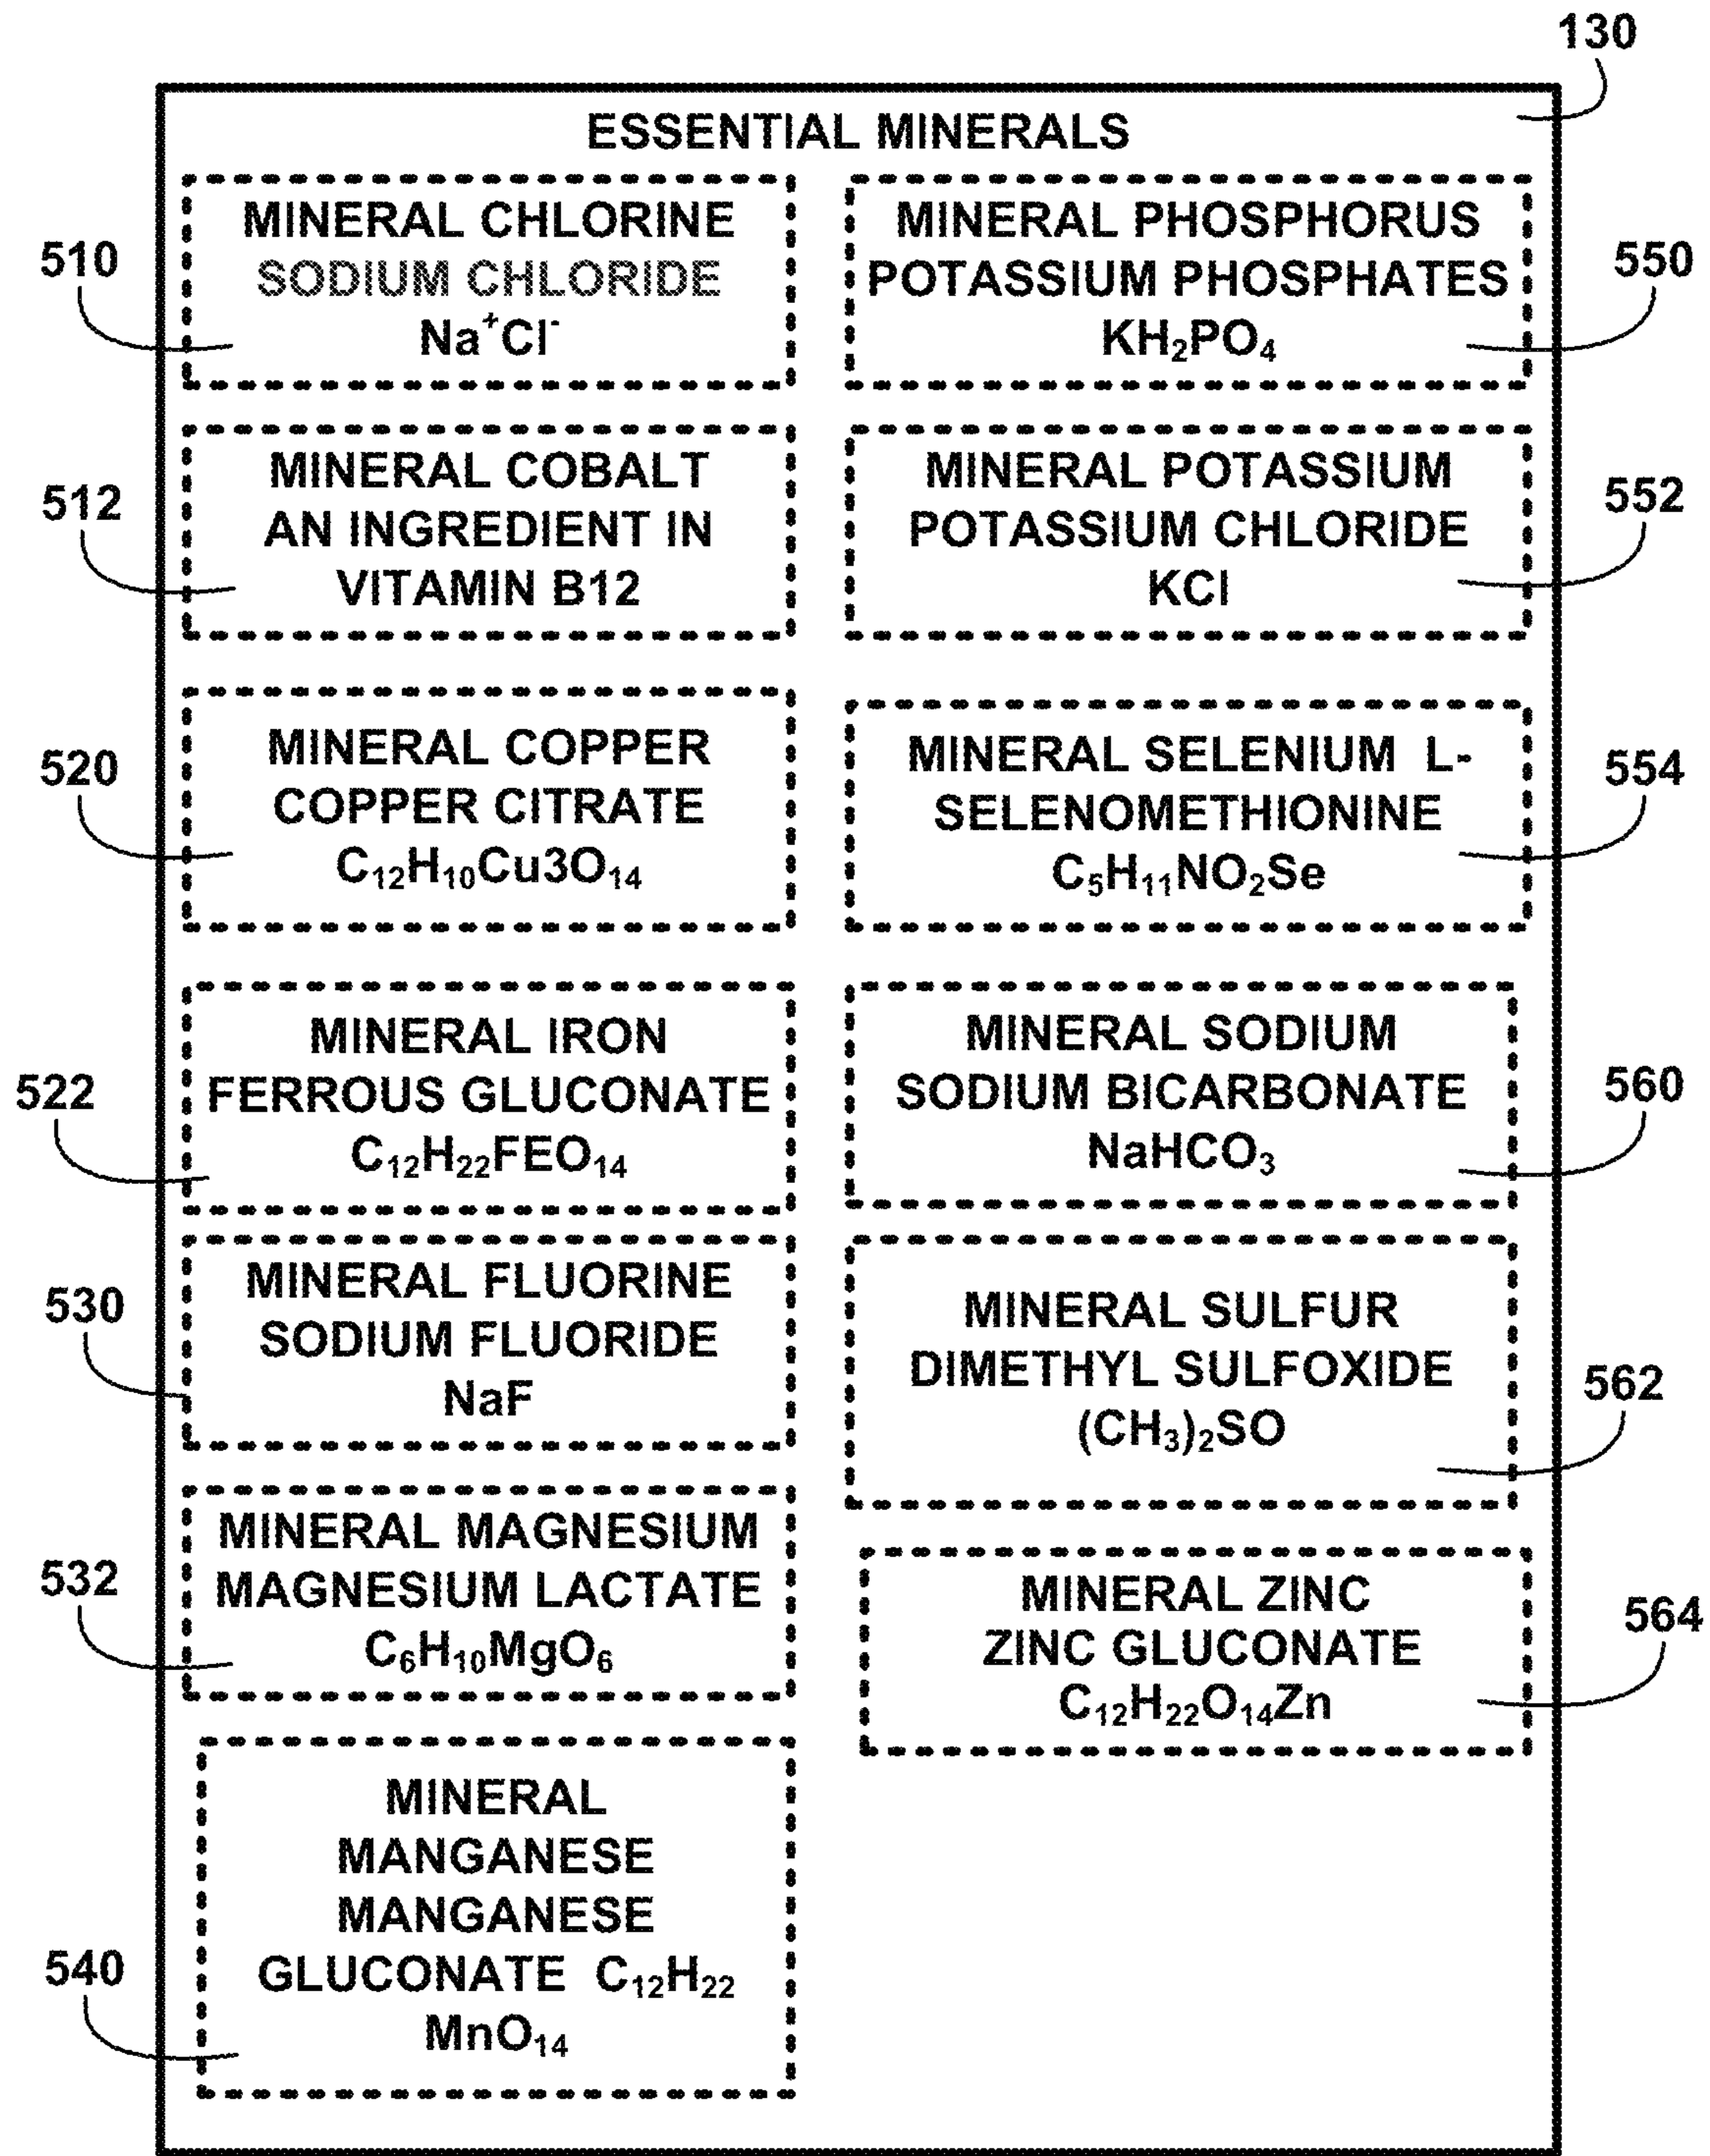 130
ESSENTIAL MINERALS
510
MINERAL CHLORINE
SODIUM CHLORIDE
Na⁺Cl⁻
512
MINERAL COBALT
AN INGREDIENT IN
VITAMIN B12
520
MINERAL COPPER
COPPER CITRATE
C₁₂H₁₀Cu3O₁₄
522
MINERAL IRON
FERROUS GLUCONATE
C₁₂H₂₂FEO₁₄
530
MINERAL FLUORINE
SODIUM FLUORIDE
NaF
532
MINERAL MAGNESIUM
MAGNESIUM LACTATE
C₆H₁₀MgO₆
540
MINERAL
MANGANESE
MANGANESE
GLUCONATE C₁₂H₂₂
MnO₁₄
MINERAL PHOSPHORUS
POTASSIUM PHOSPHATES
KH₂PO₄
550
MINERAL POTASSIUM
POTASSIUM CHLORIDE
KCl
552
MINERAL SELENIUM L-
SELENOMETHIONINE
C₅H₁₁NO₂Se
554
MINERAL SODIUM
SODIUM BICARBONATE
NaHCO₃
560
MINERAL SULFUR
DIMETHYL SULFOXIDE
(CH₃)₂SO
562
MINERAL ZINC
ZINC GLUCONATE
C₁₂H₂₂O₁₄Zn
564